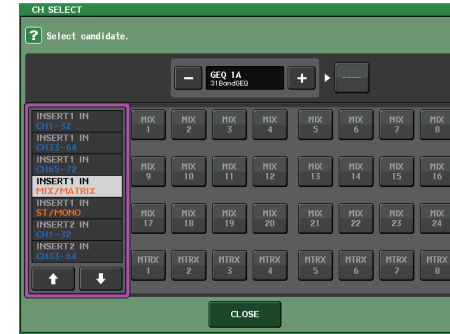 CH SELECT
? Select candidate.
− GEQ 1A +
31BandGEQ
----
INSERT1 IN
CH1-32
INSERT1 IN
CH33-64
INSERT1 IN
CH65-72
INSERT1 IN
MIX/MATRIX
INSERT1 IN
ST/MONO
INSERT2 IN
CH1-32
INSERT2 IN
CH33-64
MIX 1 MIX 2 MIX 3 MIX 4 MIX 5 MIX 6 MIX 7 MIX 8
MIX 9 MIX 10 MIX 11 MIX 12 MIX 13 MIX 14 MIX 15 MIX 16
MIX 17 MIX 18 MIX 19 MIX 20 MIX 21 MIX 22 MIX 23 MIX 24
MTRX 1 MTRX 2 MTRX 3 MTRX 4 MTRX 5 MTRX 6 MTRX 7 MTRX 8
CLOSE